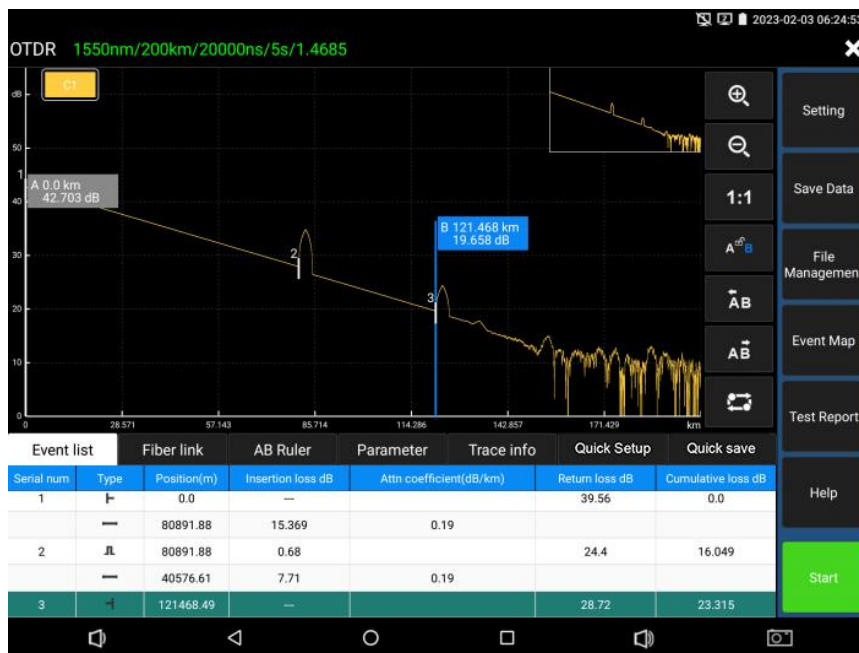 2 2023-02-03 06:24:53
OTDR 1550nm/200km/20000ns/5s/1.4685
C1
dB
50
40
30
20
10
0
1
A 0.0 km
42.703 dB
2
B 121.468 km
19.658 dB
3
0 28.571 57.143 85.714 114.286 142.857 171.429 km
1:1
A B
AB
AB
Setting
Save Data
File
Managemen
Event Map
Test Report
Help
Start
Event list Fiber link AB Ruler Parameter Trace info Quick Setup Quick save
Serial num Type Position(m) Insertion loss dB Attn coefficient(dB/km) Return loss dB Cumulative loss dB
1 0.0 --- 39.56 0.0
80891.88 15.369 0.19
2 80891.88 0.68 24.4 16.049
40576.61 7.71 0.19
3 121468.49 --- 28.72 23.315